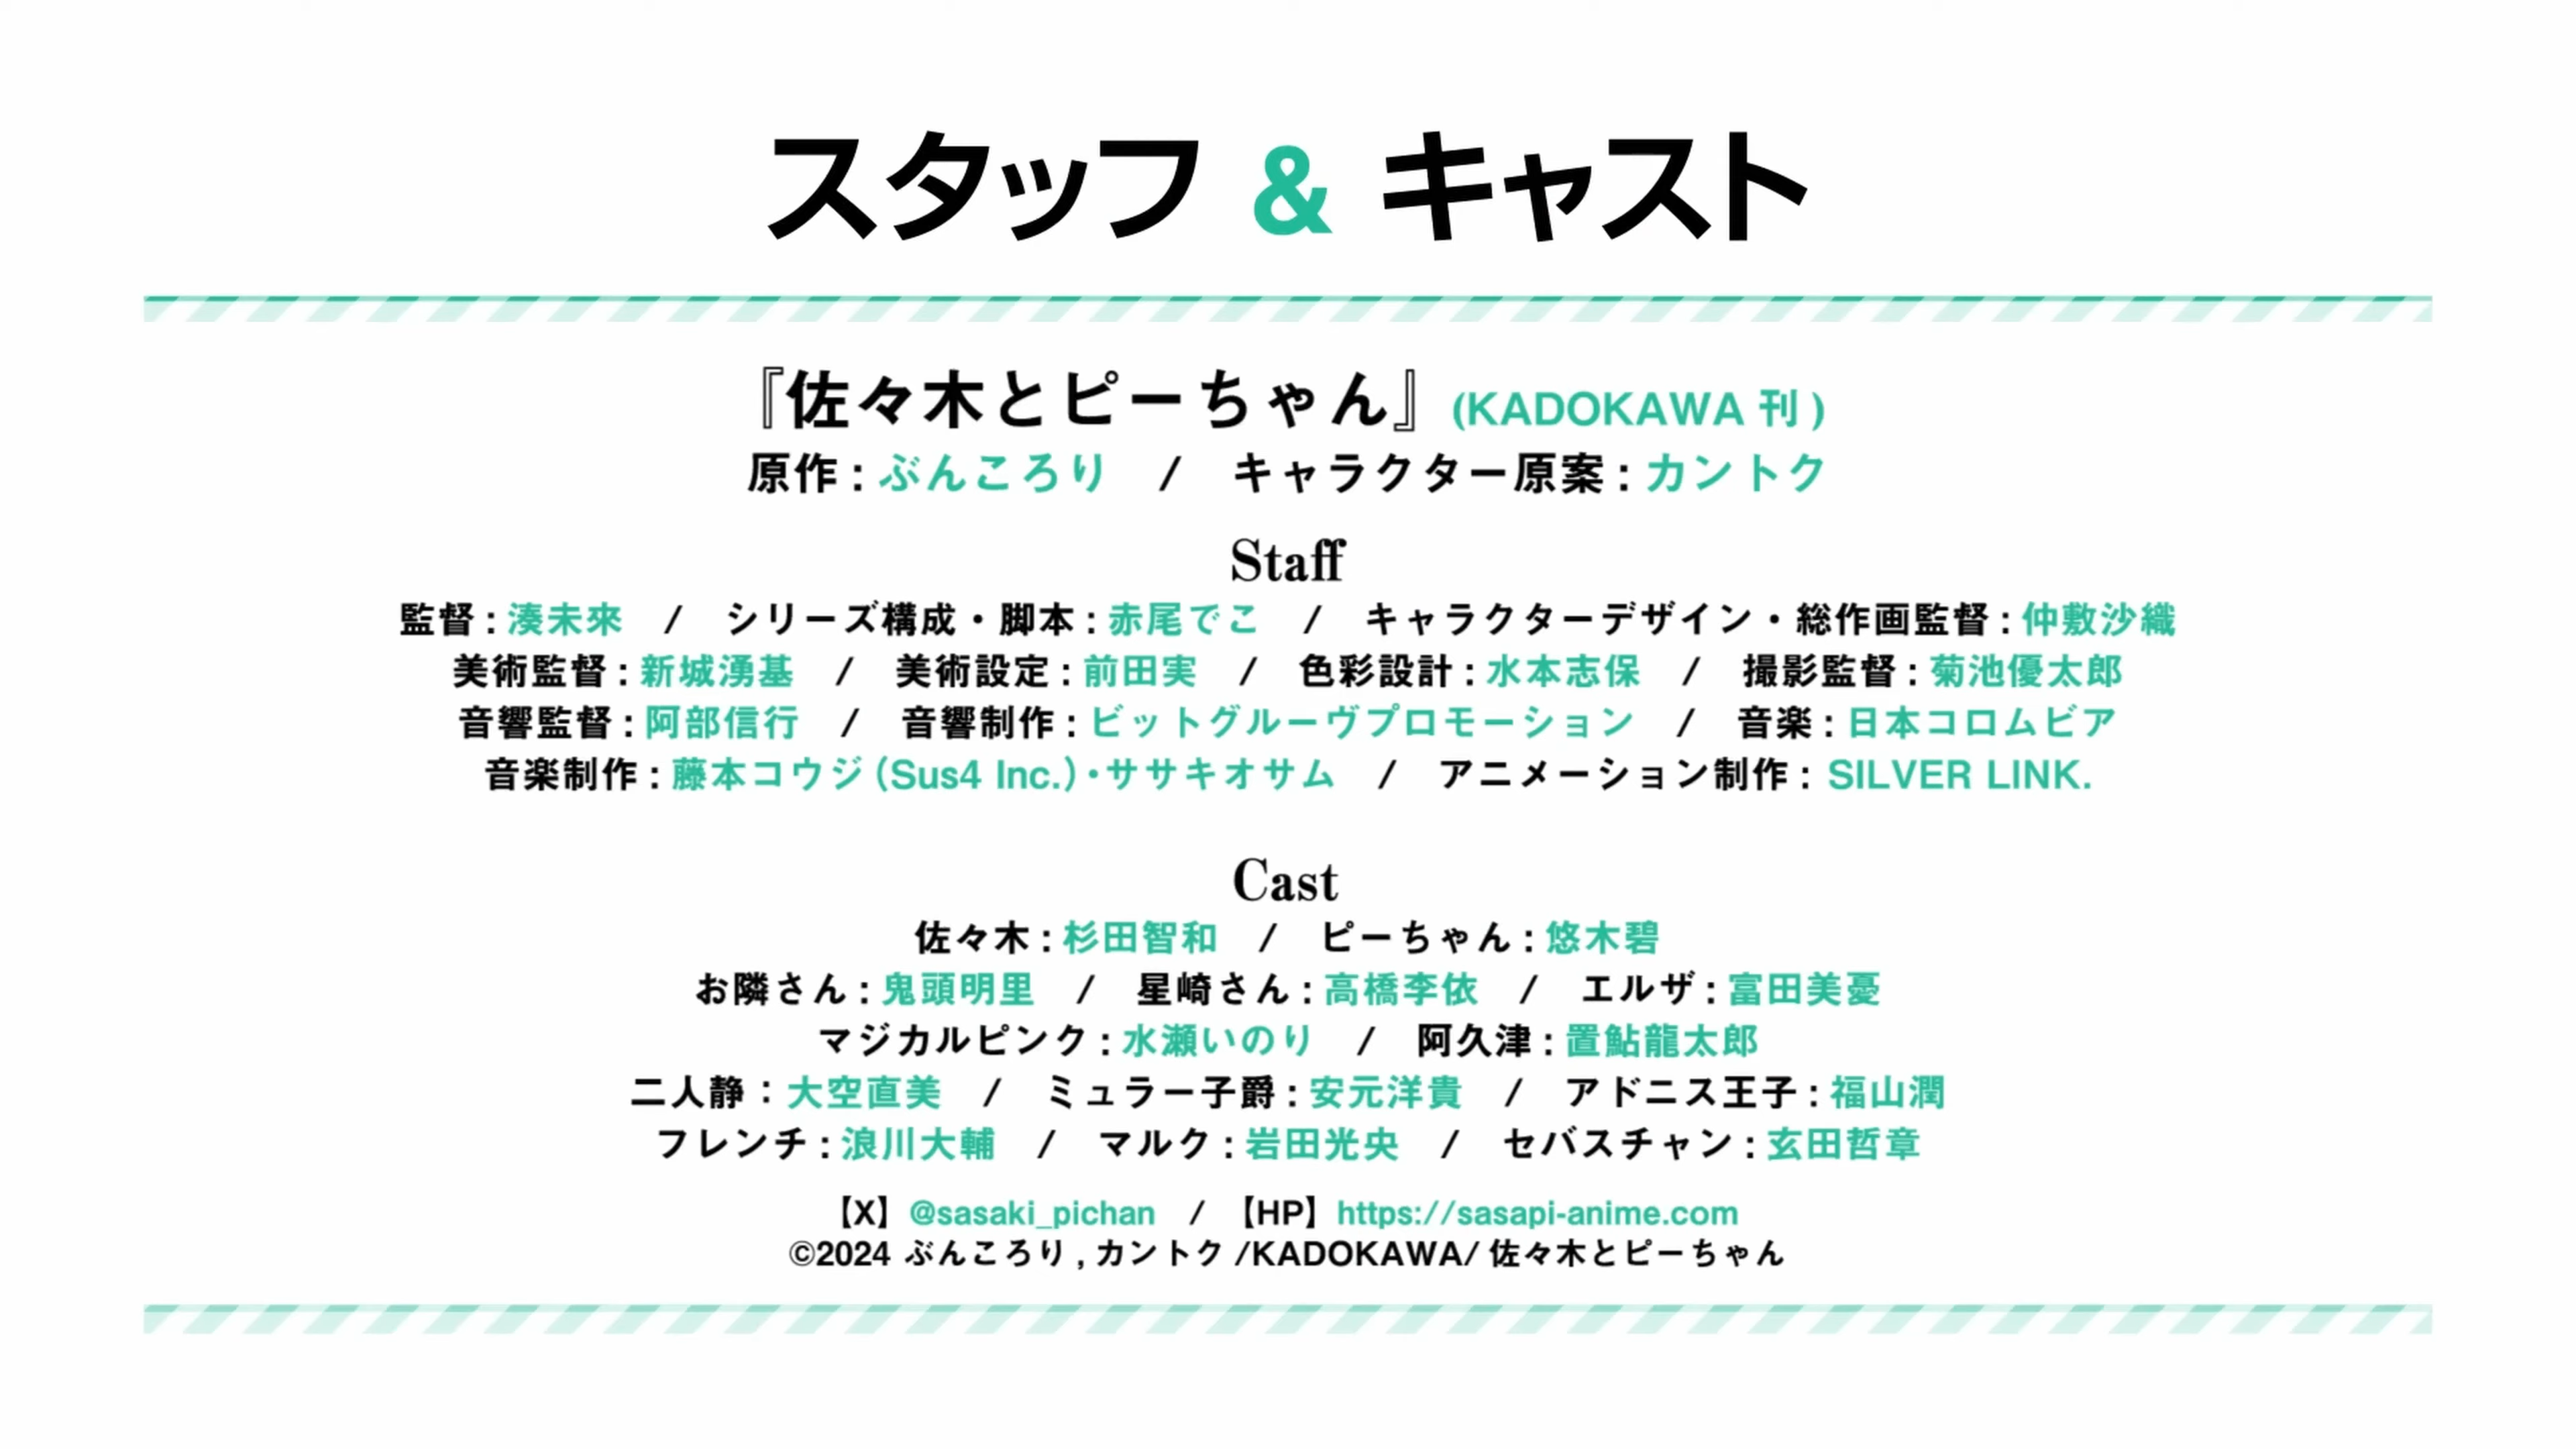 スタッフ & キャスト
『佐々木とピーちゃん』(KADOKAWA 刊)
原作:ぶんころり / キャラクター原案:カントク
Staff
監督:湊未來 / シリーズ構成・脚本:赤尾でこ / キャラクターデザイン・総作画監督:仲敷沙織
美術監督:新城湧基 / 美術設定:前田実 / 色彩設計:水本志保 / 撮影監督:菊池優太郎
音響監督:阿部信行 / 音響制作:ビットグルーヴプロモーション / 音楽:日本コロムビア
音楽制作:藤本コウジ(Sus4 Inc.)・ササキオサム / アニメーション制作:SILVER LINK.
Cast
佐々木:杉田智和 / ピーちゃん:悠木碧
お隣さん:鬼頭明里 / 星崎さん:高橋李依 / エルザ:富田美憂
マジカルピンク:水瀬いのり / 阿久津:置鮎龍太郎
二人静:大空直美 / ミュラー子爵:安元洋貴 / アドニス王子:福山潤
フレンチ:浪川大輔 / マルク:岩田光央 / セバスチャン:玄田哲章
【X】@sasaki_pichan / 【HP】https://sasapi-anime.com
©2024 ぶんころり,カントク/KADOKAWA/佐々木とピーちゃん